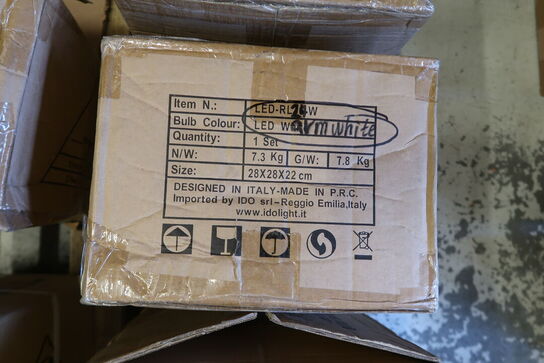 Item N.: LED-RL24W
Bulb Colour: LED Warm white
Quantity: 1 Set
N/W: 7.3 Kg G/W: 7.8 Kg
Size: 28X28X22 cm
DESIGNED IN ITALY-MADE IN P.R.C.
Imported by IDO srl-Reggio Emilia,Italy
www.idolight.it